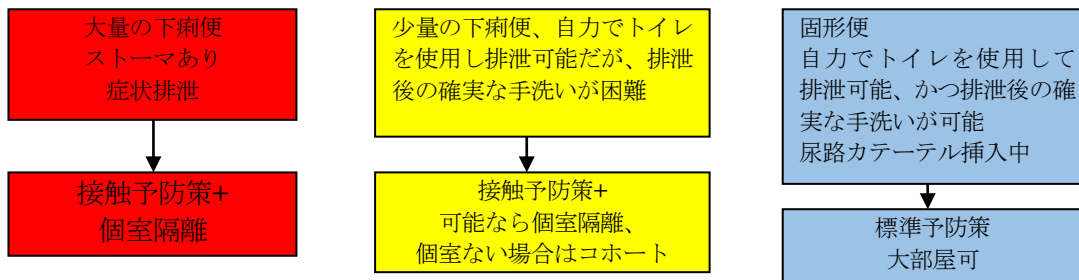 大量の下痢便
ストーマあり
症状排泄
接触予防策+
個室隔離
少量の下痢便、自力でトイレ
を使用し排泄可能だが、排泄
後の確実な手洗いが困難
接触予防策+
可能なら個室隔離、
個室ない場合はコホート
固形便
自力でトイレを使用して
排泄可能、かつ排泄後の確
実な手洗いが可能
尿路カテーテル挿入中
標準予防策
大部屋可